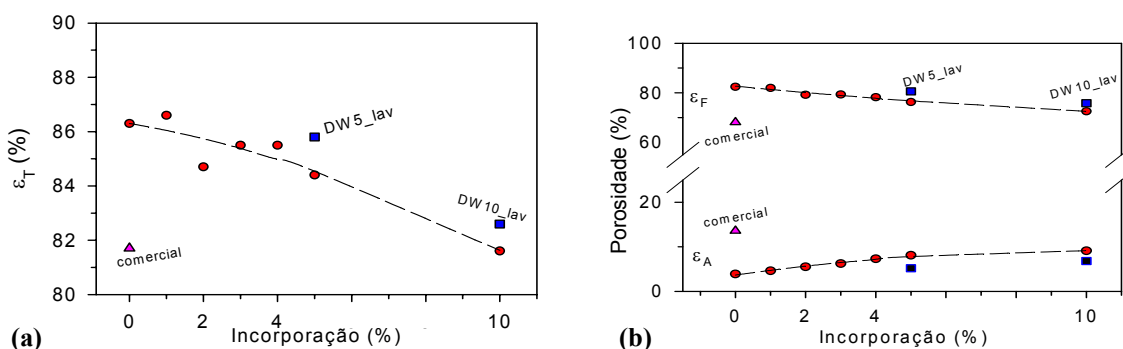 90
88
86
84
82
80
ε_T (%)
DW5_lav
DW10_lav
comercial
0 2 4 10
Incorporação (%)
(a)
100
80
60
20
10
0
Porosidade (%)
DW5_lav
DW10_lav
ε_F
comercial
comercial
ε_A
0 4 10
Incorporação (%)
(b)